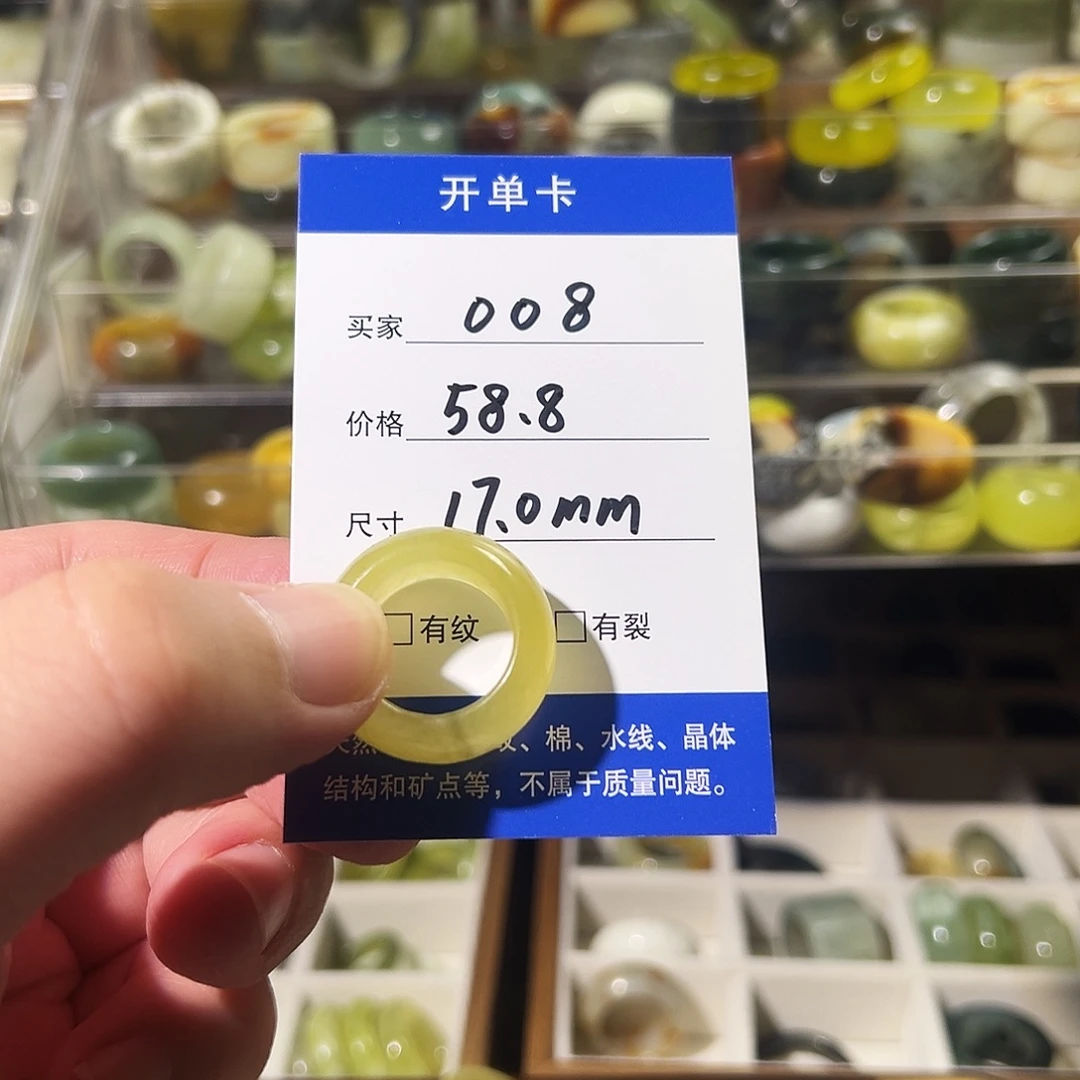 开单卡
买家 008
价格 58.8
尺寸 17.0mm
□有纹 □有裂
、棉、水线、晶体
结构和矿点等，不属于质量问题。